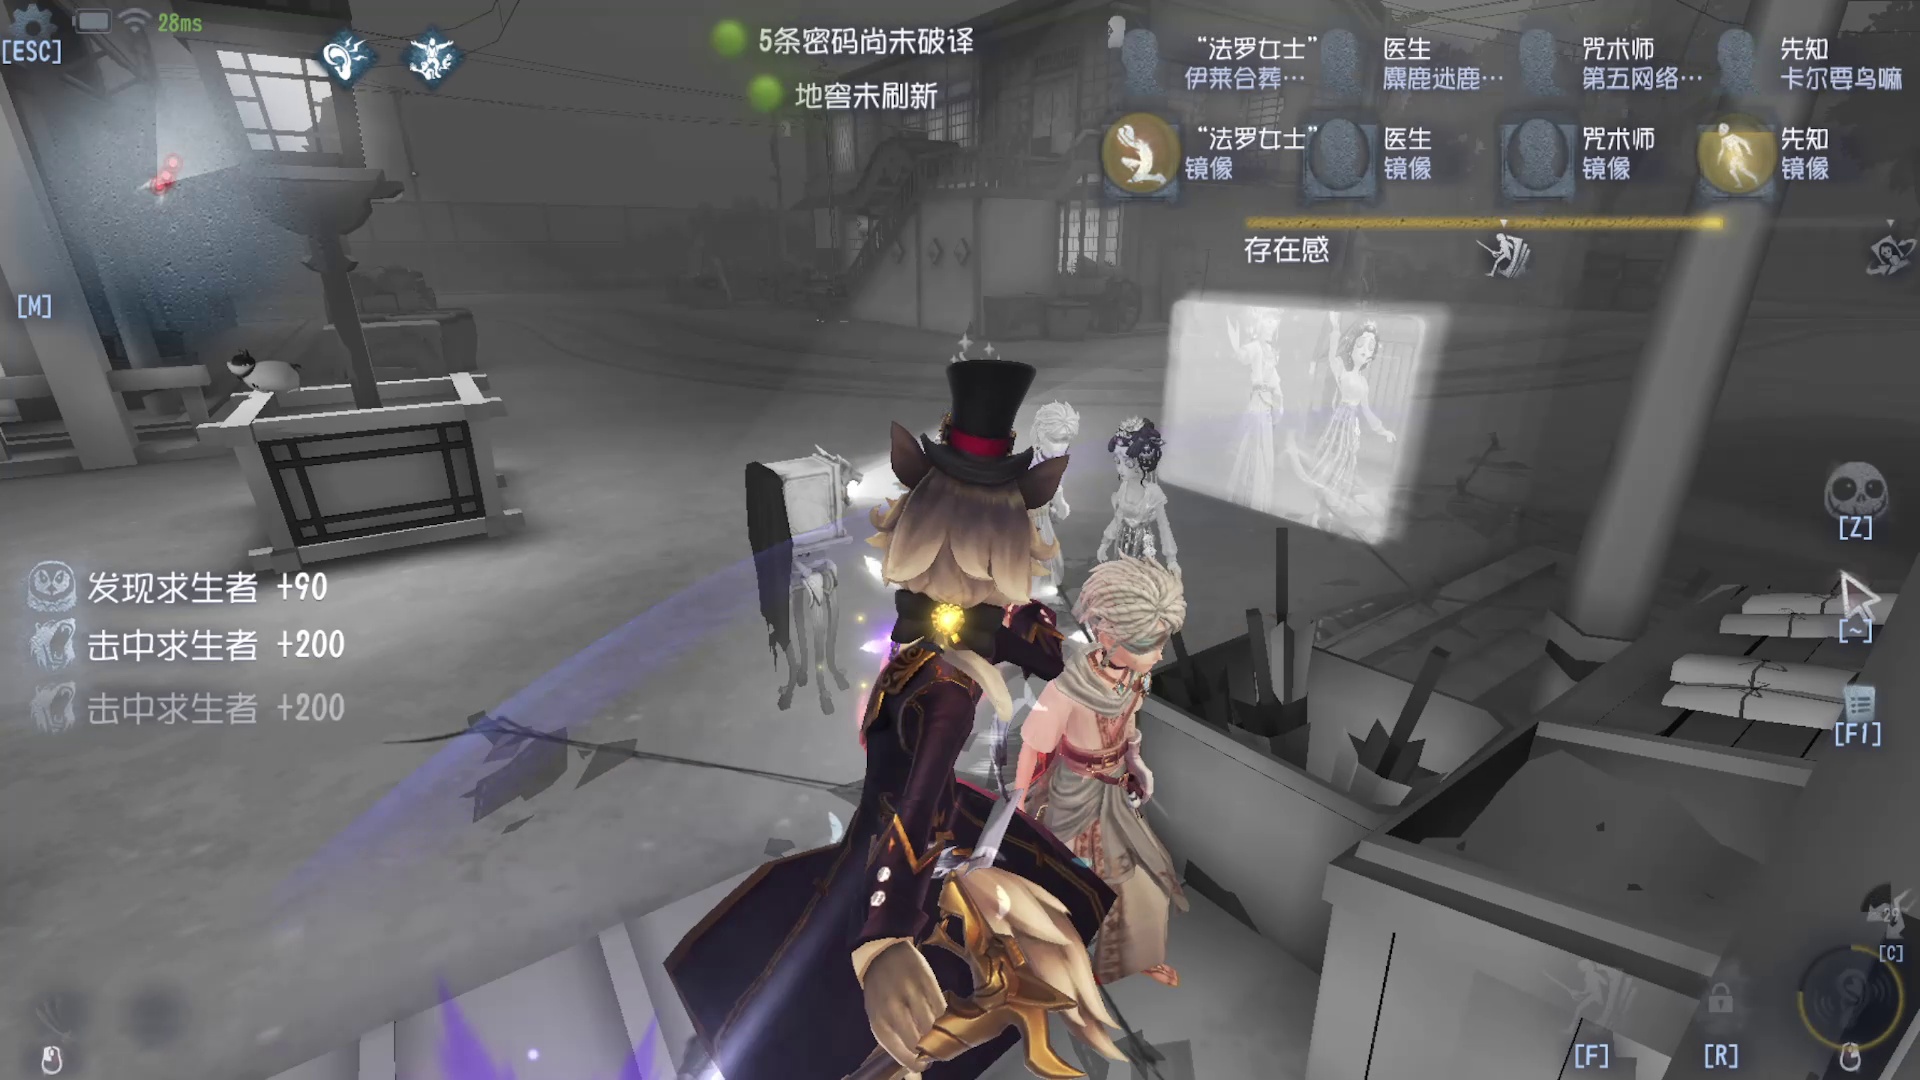 28ms
[ESC]
5条密码尚未破译
地窖未刷新
“法罗女士”
伊莱合葬…
医生
麋鹿迷鹿…
咒术师
第五网络…
先知
卡尔要鸟嘛
“法罗女士”
镜像
医生
镜像
咒术师
镜像
先知
镜像
存在感
[M]
[Z]
[~]
[F1]
发现求生者 +90
击中求生者 +200
击中求生者 +200
29
[C]
[F]
[R]